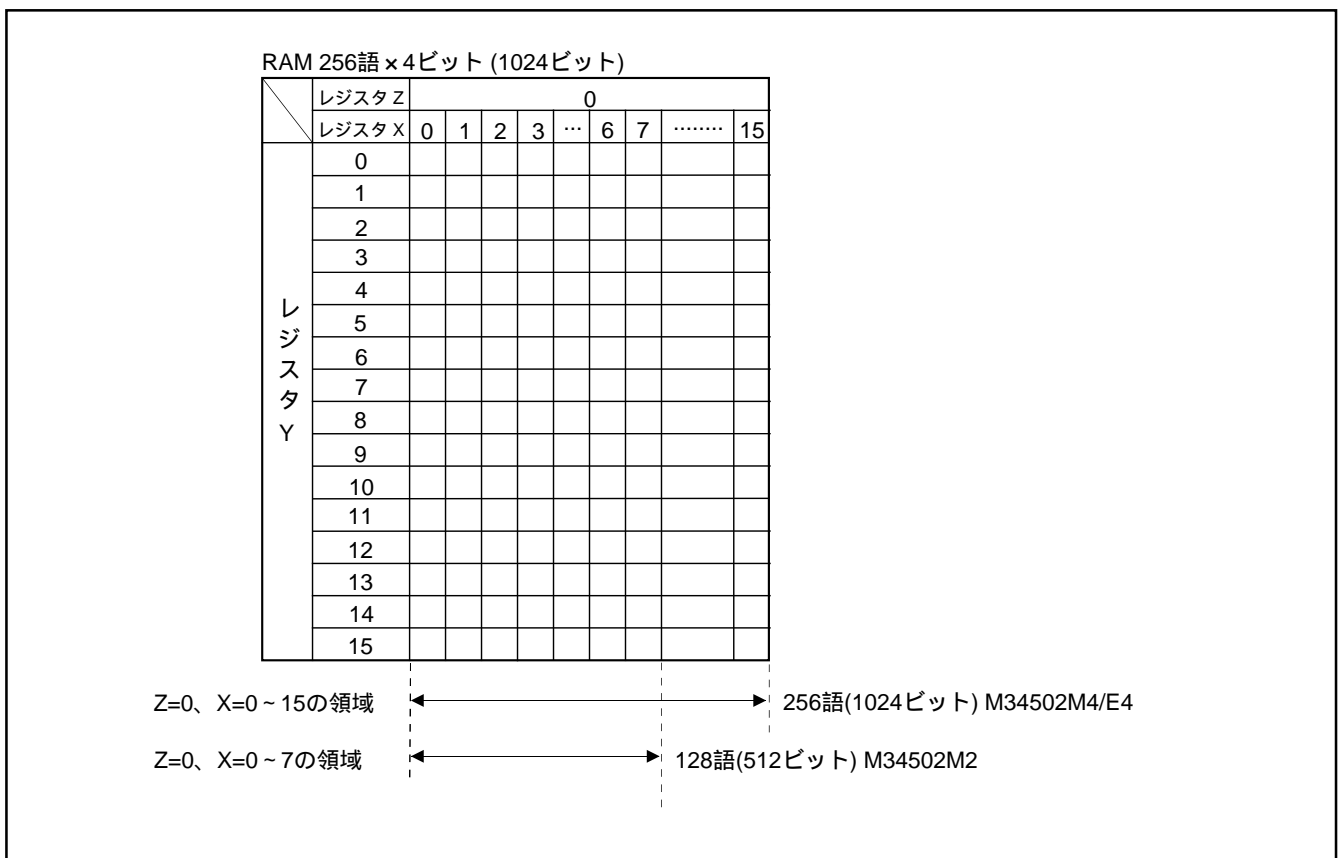 RAM 256語×4ビット (1024ビット)
レジスタ Z 0
レジスタ X 0 1 2 3 … 6 7 ……… 15
レジスタY
0
1
2
3
4
5
6
7
8
9
10
11
12
13
14
15
Z=0、X=0~15の領域 256語(1024ビット) M34502M4/E4
Z=0、X=0~7の領域 128語(512ビット) M34502M2